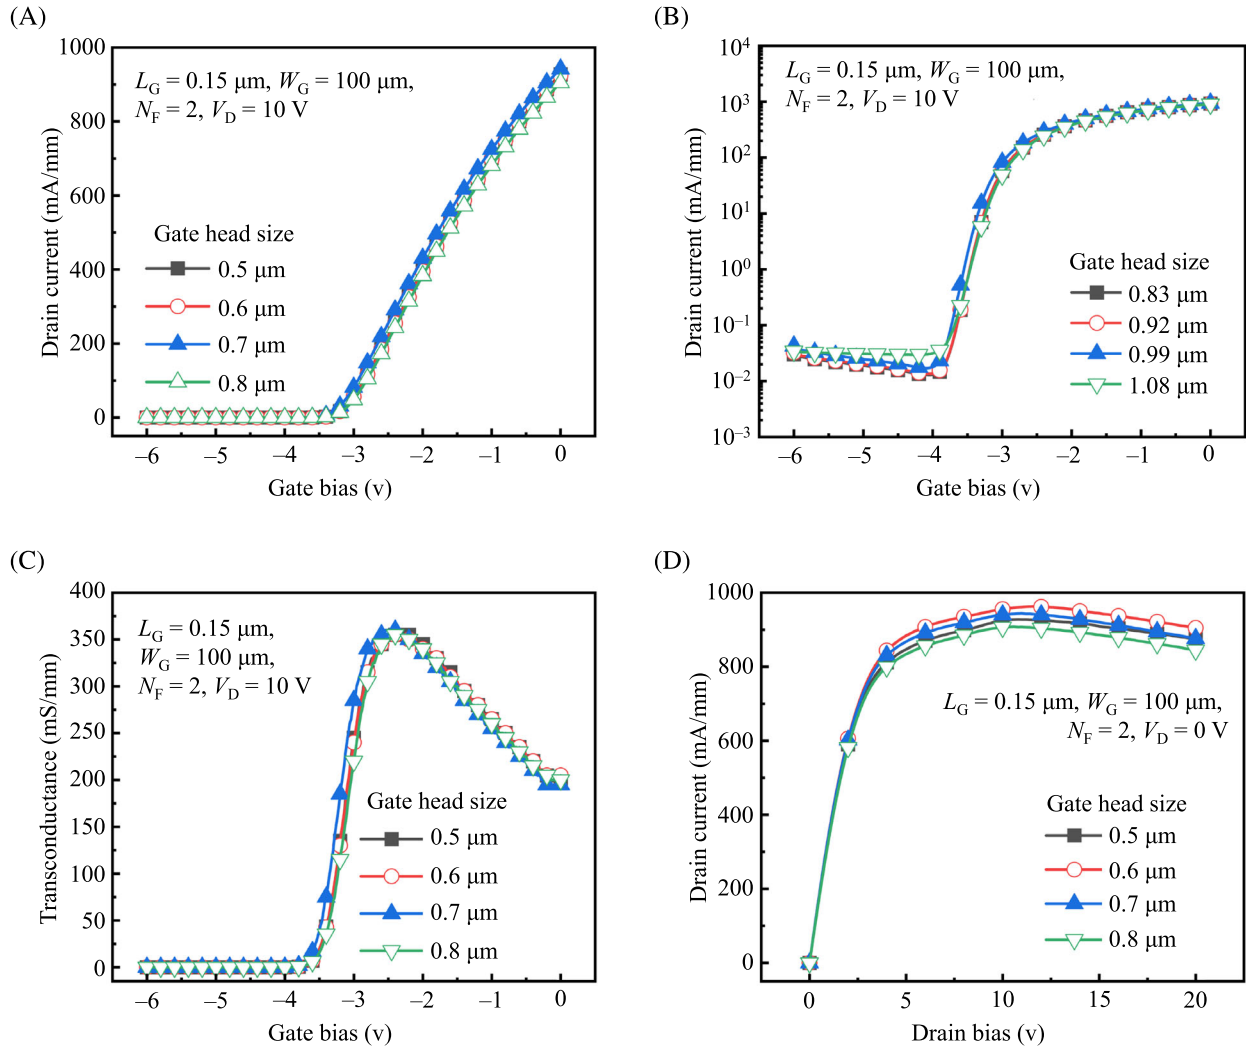 (A)
1000
800
600
400
200
0
Drain current (mA/mm)
L_G = 0.15 μm, W_G = 100 μm,
N_F = 2, V_D = 10 V
Gate head size
0.5 μm
0.6 μm
0.7 μm
0.8 μm
–6 –5 –4 –3 –2 –1 0
Gate bias (v)
(B)
10^4
10^3
10^2
10^1
10^0
10^–1
10^–2
10^–3
Drain current (mA/mm)
L_G = 0.15 μm, W_G = 100 μm,
N_F = 2, V_D = 10 V
Gate head size
0.83 μm
0.92 μm
0.99 μm
1.08 μm
–6 –5 –4 –3 –2 –1 0
Gate bias (v)
(C)
400
350
300
250
200
150
100
50
0
Transconductance (mS/mm)
L_G = 0.15 μm,
W_G = 100 μm,
N_F = 2, V_D = 10 V
Gate head size
0.5 μm
0.6 μm
0.7 μm
0.8 μm
–6 –5 –4 –3 –2 –1 0
Gate bias (v)
(D)
1000
800
600
400
200
0
Drain current (mA/mm)
L_G = 0.15 μm, W_G = 100 μm,
N_F = 2, V_D = 0 V
Gate head size
0.5 μm
0.6 μm
0.7 μm
0.8 μm
0 5 10 15 20
Drain bias (v)